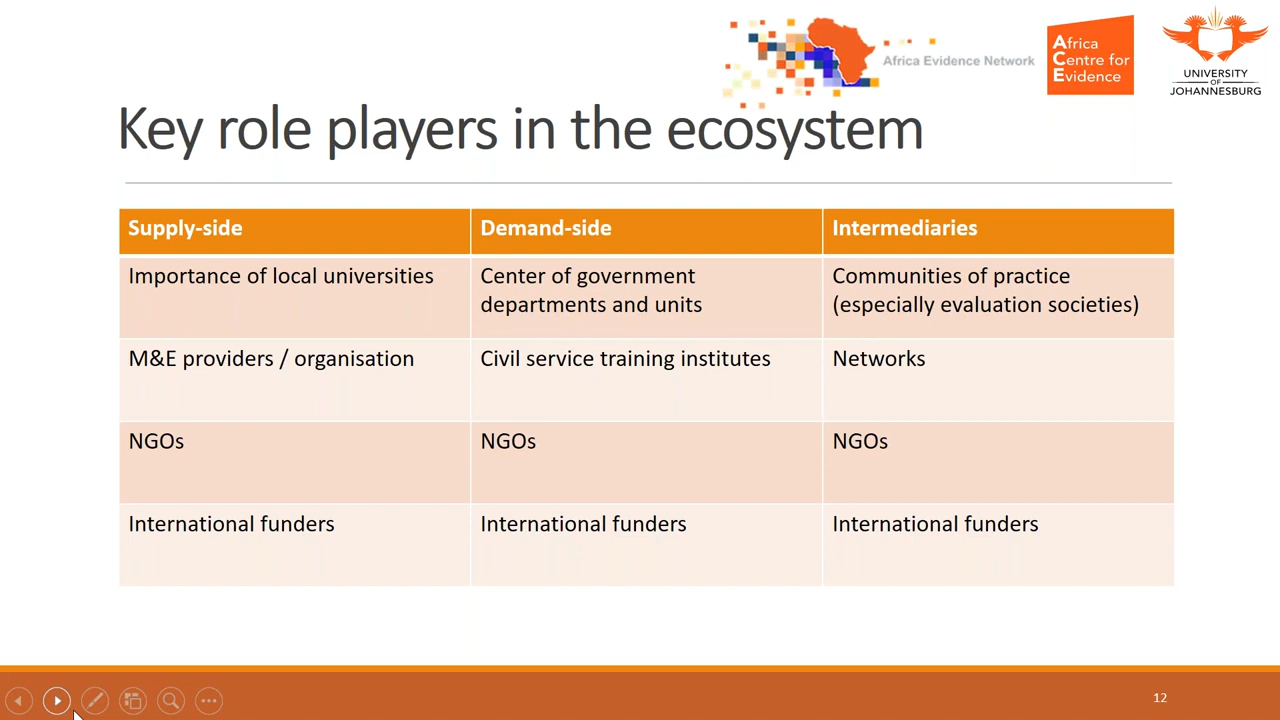 Africa Evidence Network
Africa
Centre for
Evidence
UNIVERSITY
OF
JOHANNESBURG
Key role players in the ecosystem
Supply-side
Demand-side
Intermediaries
Importance of local universities
Center of government
departments and units
Communities of practice
(especially evaluation societies)
M&E providers / organisation
Civil service training institutes
Networks
NGOs
NGOs
NGOs
International funders
International funders
International funders
12